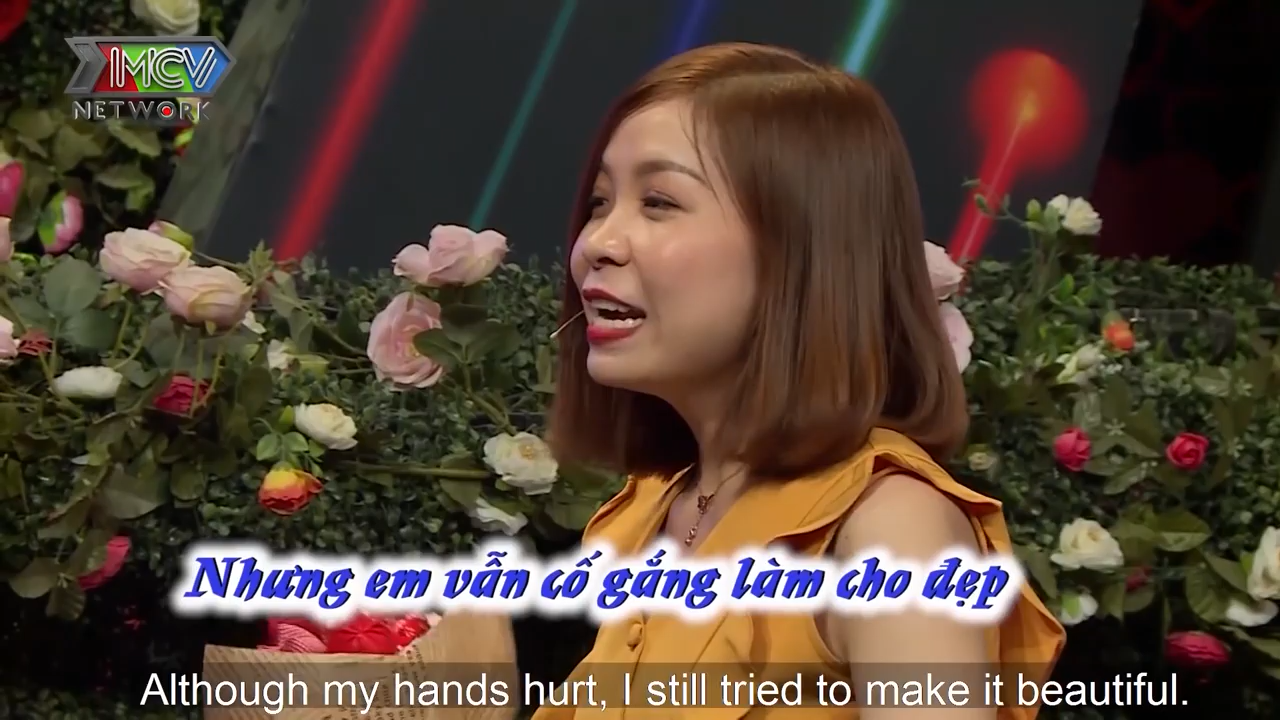 MCV
NETWORK
Nhưng em vẫn cố gắng làm cho đẹp
Although my hands hurt, I still tried to make it beautiful.